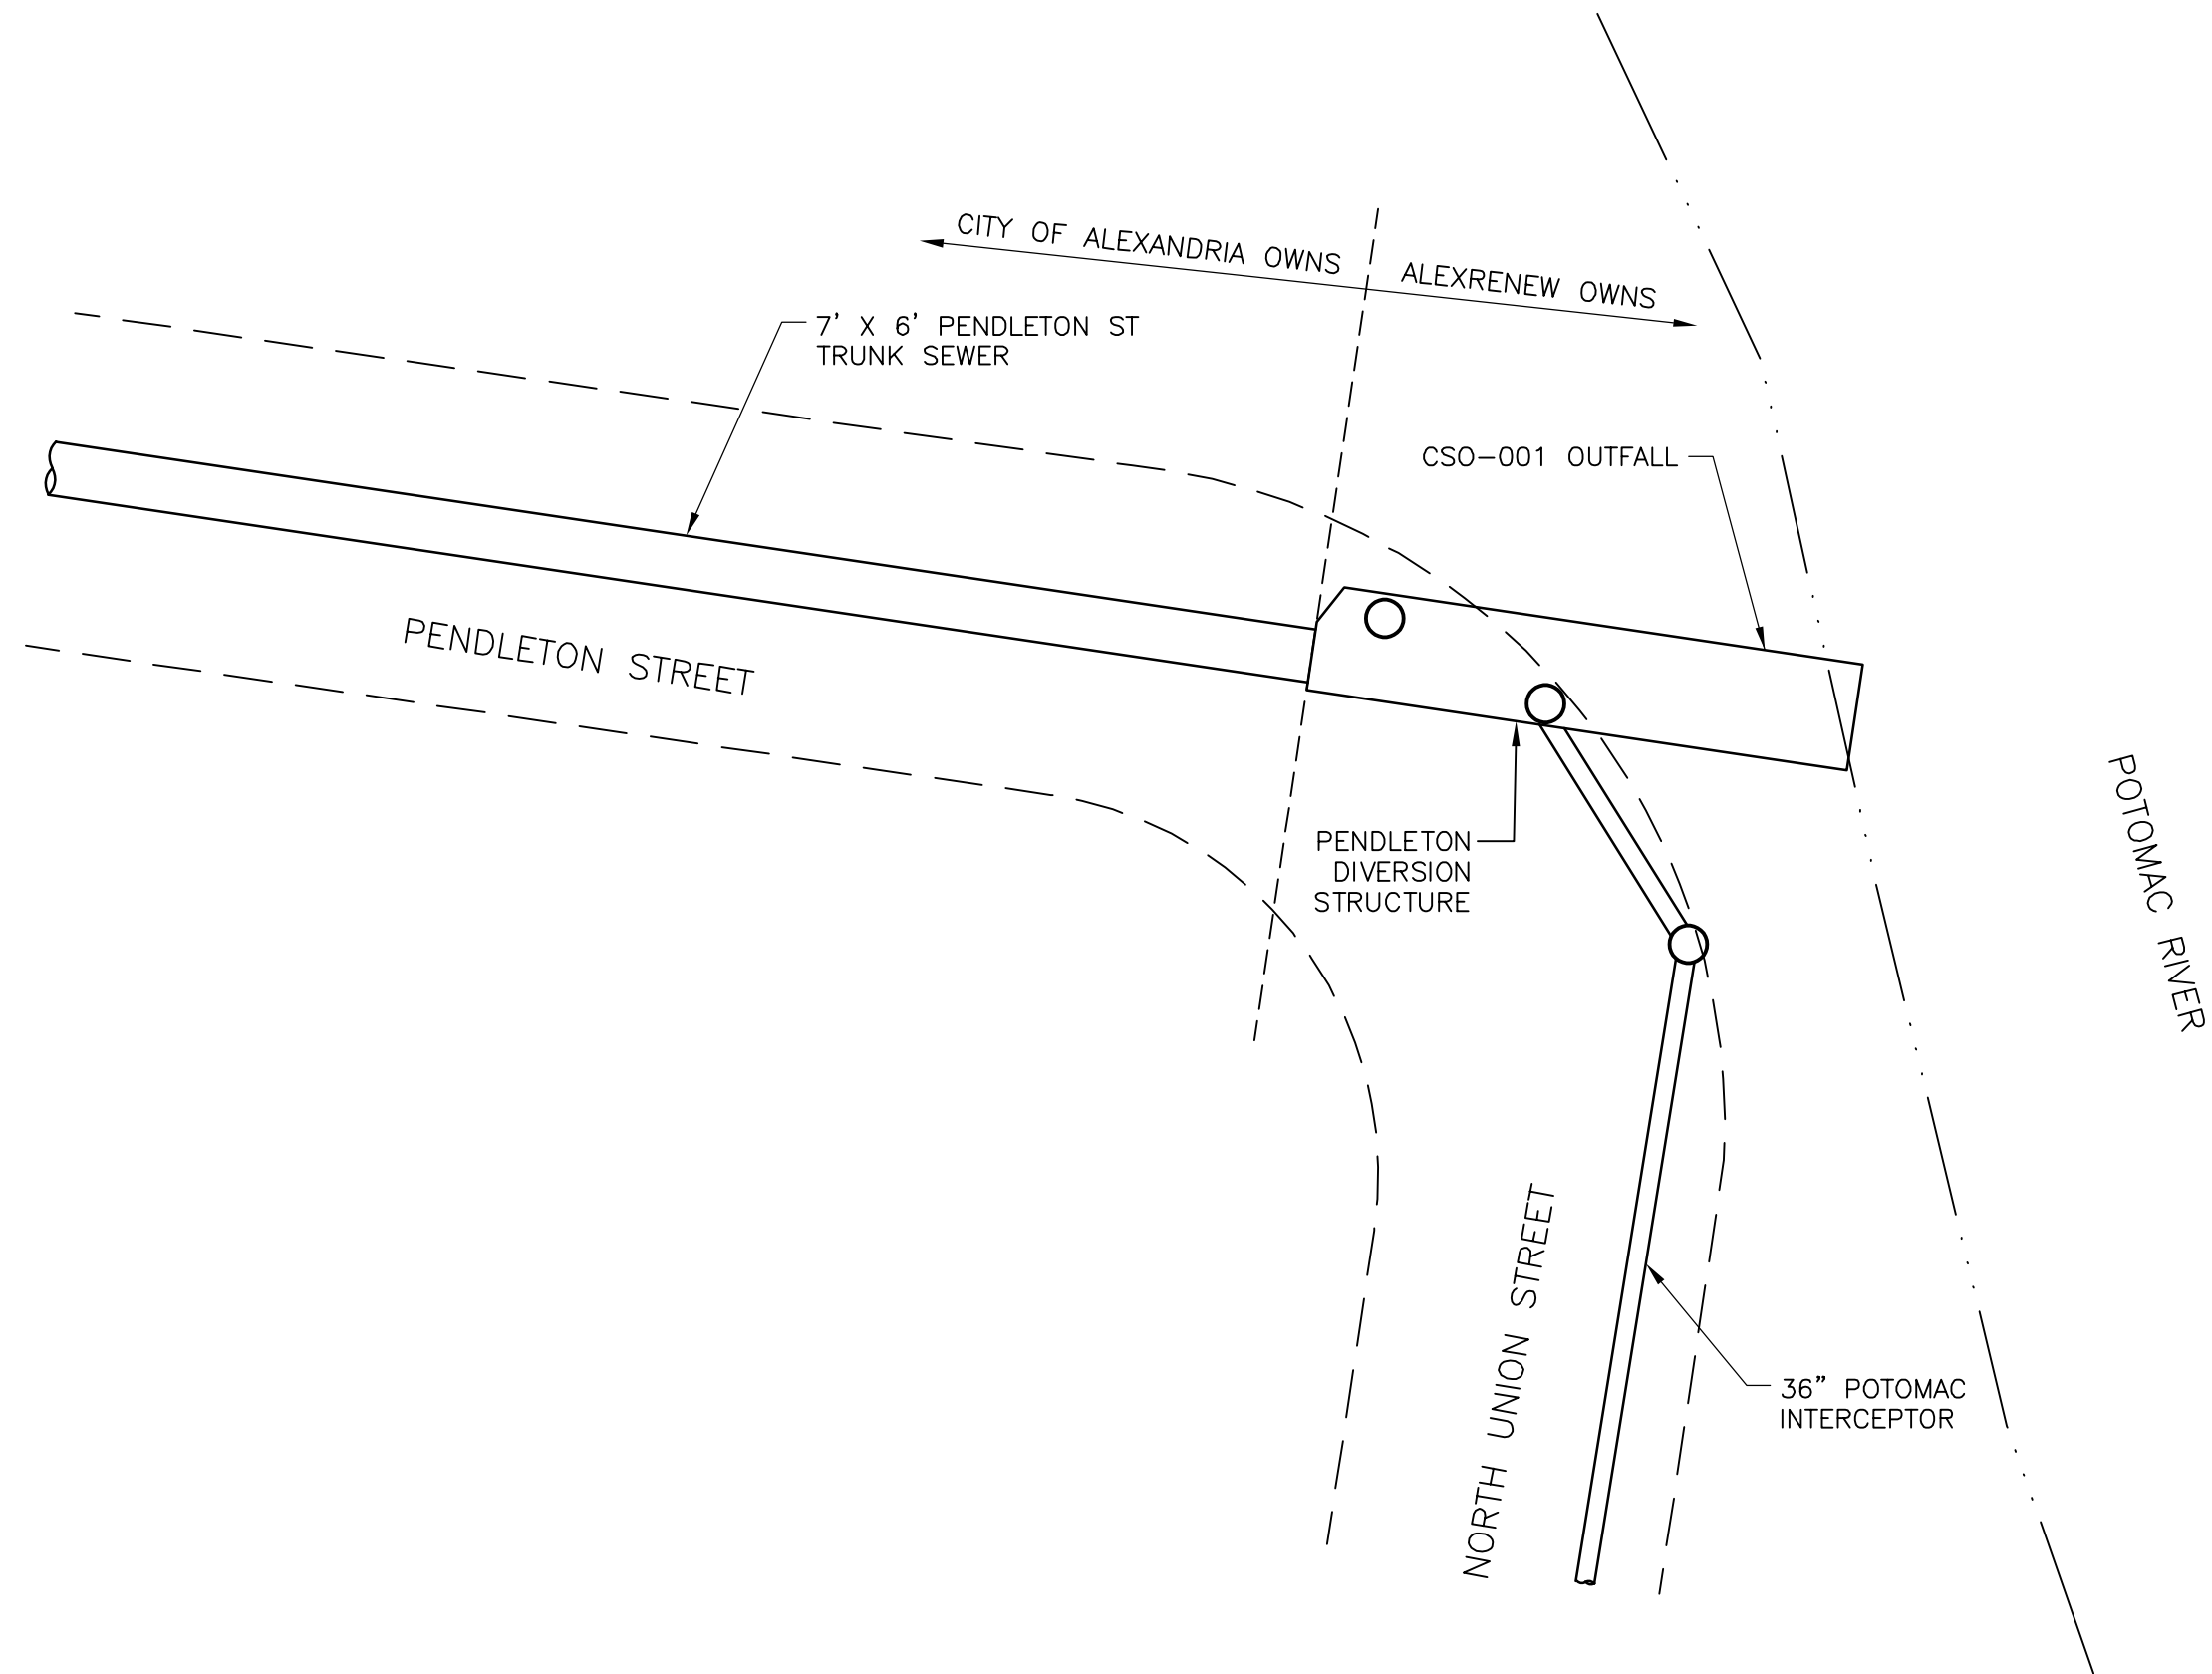 CITY OF ALEXANDRIA OWNS
ALEXRENEW OWNS
7' X 6' PENDLETON ST
TRUNK SEWER
CSO-001 OUTFALL
PENDLETON STREET
PENDLETON
DIVERSION
STRUCTURE
POTOMAC RIVER
NORTH UNION STREET
36" POTOMAC
INTERCEPTOR